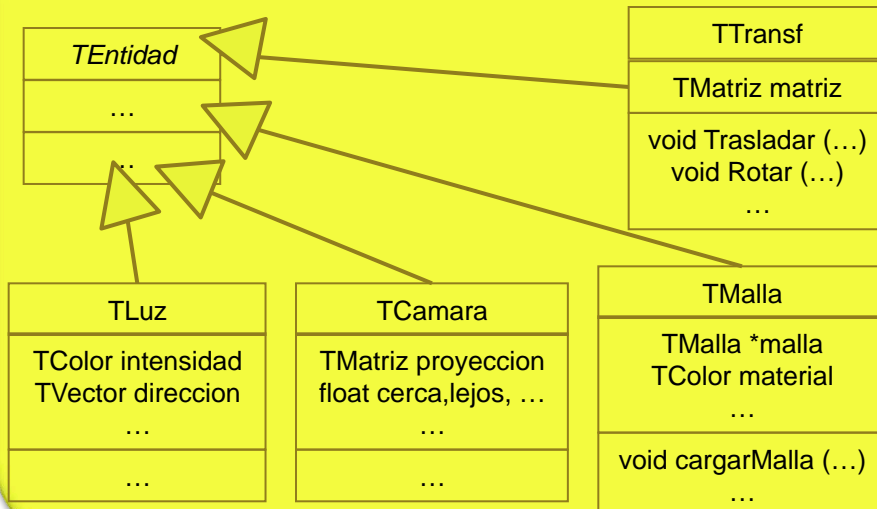 TEntidad
…
…
TTransf
TMatriz matriz
void Trasladar (…)
void Rotar (…)
…
TLuz
TColor intensidad
TVector direccion
…
…
TCamara
TMatriz proyeccion
float cerca,lejos, …
…
…
TMalla
TMalla *malla
TColor material
…
void cargarMalla (…)
…